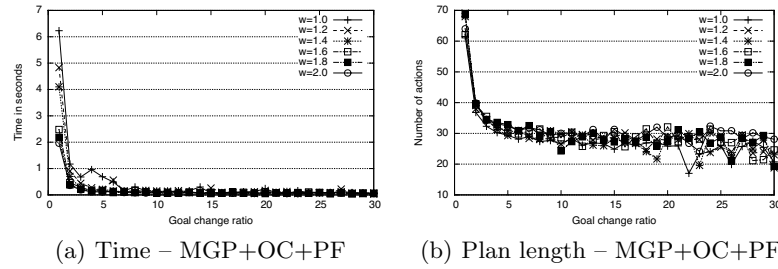 7
6
5
4
3
2
1
0
0
5
10
15
20
25
30
Time in seconds
Goal change ratio
w=1.0
w=1.2
w=1.4
w=1.6
w=1.8
w=2.0
(a) Time – MGP+OC+PF
70
60
50
40
30
20
10
0
5
10
15
20
25
30
Number of actions
Goal change ratio
w=1.0
w=1.2
w=1.4
w=1.6
w=1.8
w=2.0
(b) Plan length – MGP+OC+PF